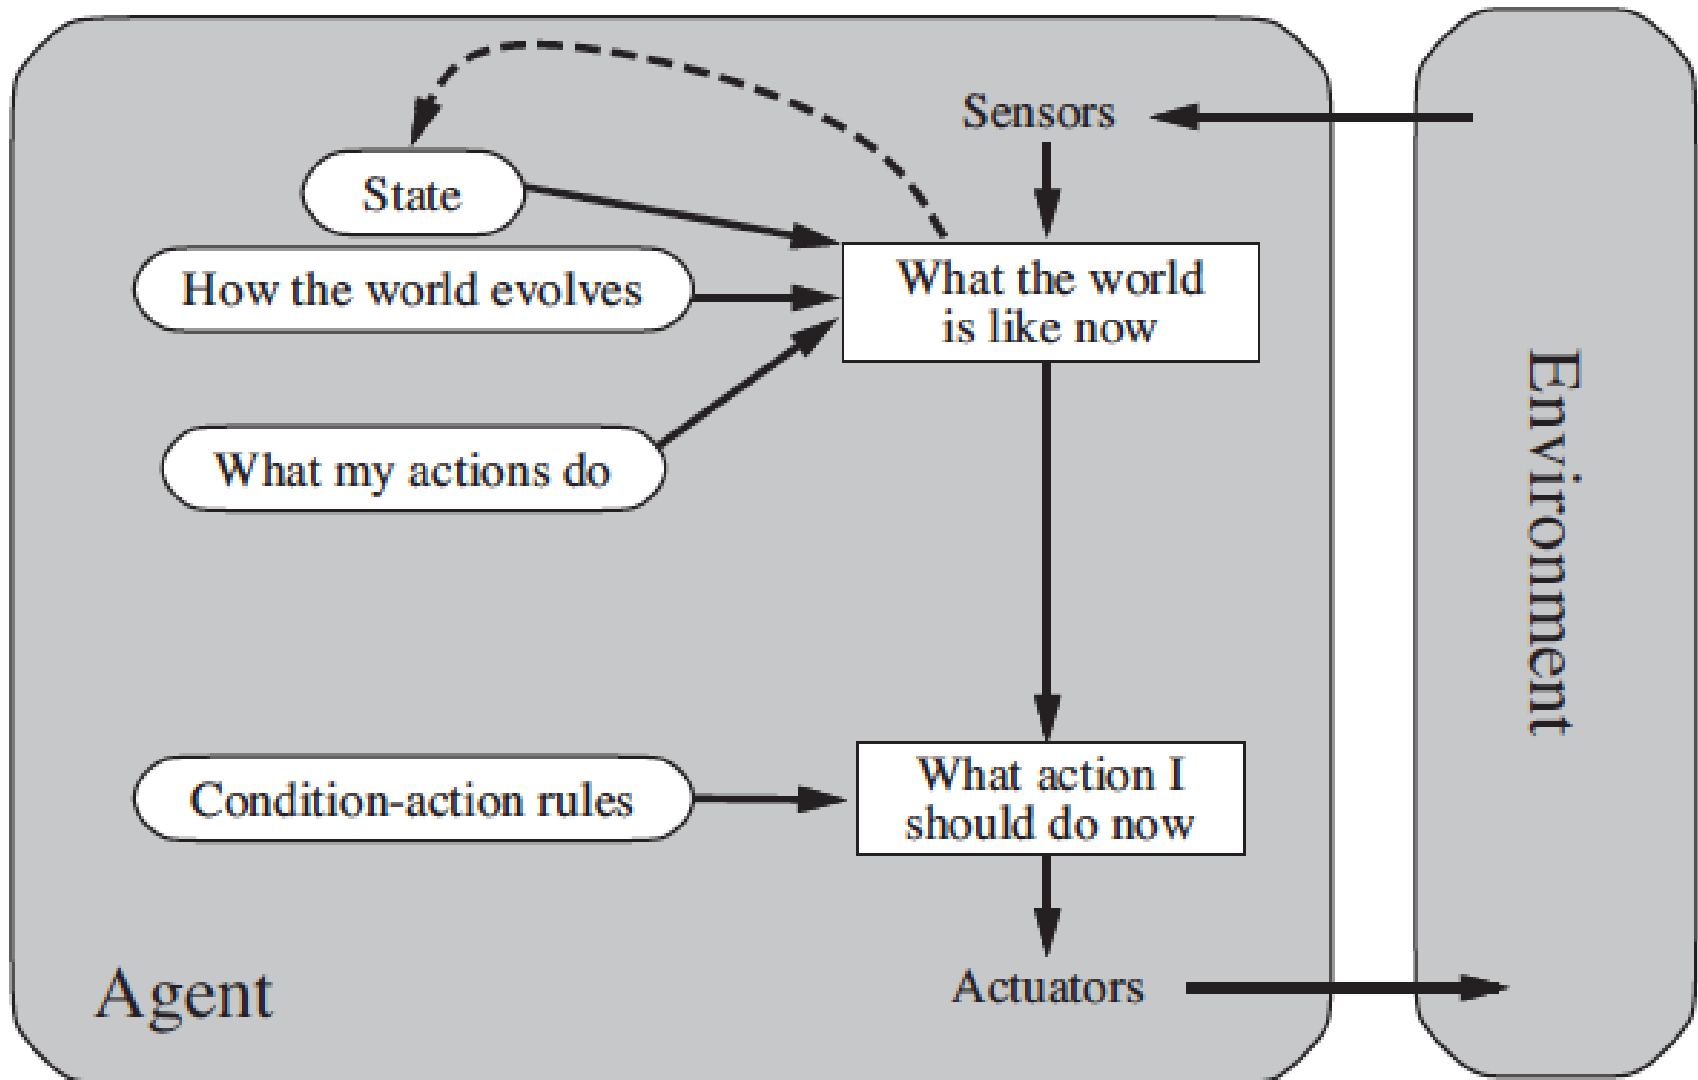 Sensors
State
How the world evolves
What the world
is like now
What my actions do
Environment
Condition-action rules
What action I
should do now
Agent
Actuators